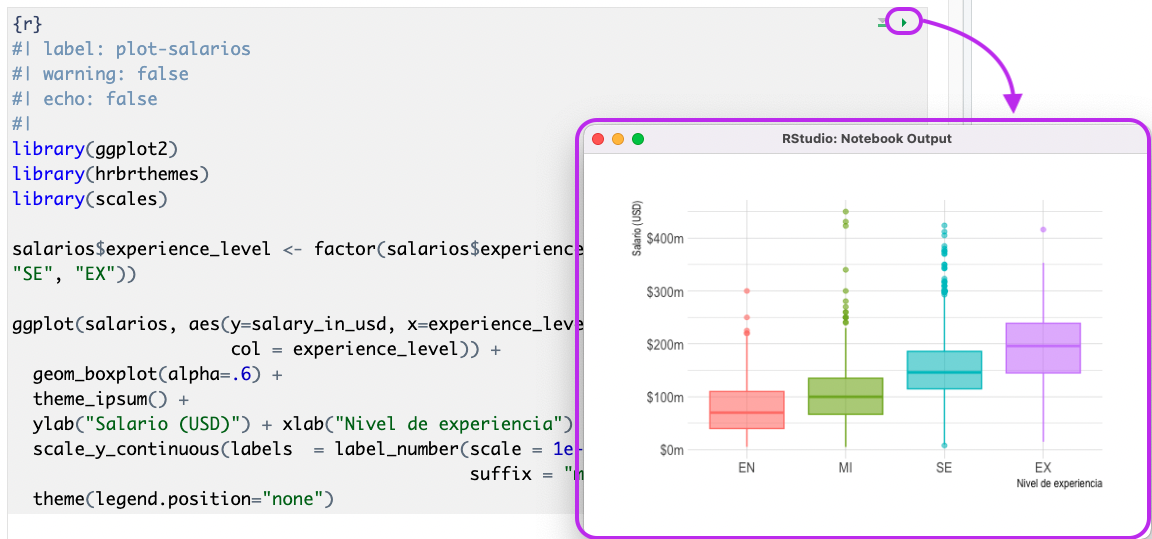 {r}
#| label: plot-salarios
#| warning: false
#| echo: false
#|
library(ggplot2)
library(hrbrthemes)
library(scales)
salarios$experience_level <- factor(salarios$experience
"SE", "EX"))
ggplot(salarios, aes(y=salary_in_usd, x=experience_leve
col = experience_level)) +
geom_boxplot(alpha=.6) +
theme_ipsum() +
ylab("Salario (USD)") + xlab("Nivel de experiencia")
scale_y_continuous(labels  = label_number(scale = 1e-
suffix = "m
theme(legend.position="none")
RStudio: Notebook Output
Salario (USD)
$400m
$300m
$200m
$100m
$0m
EN MI SE EX
Nivel de experiencia